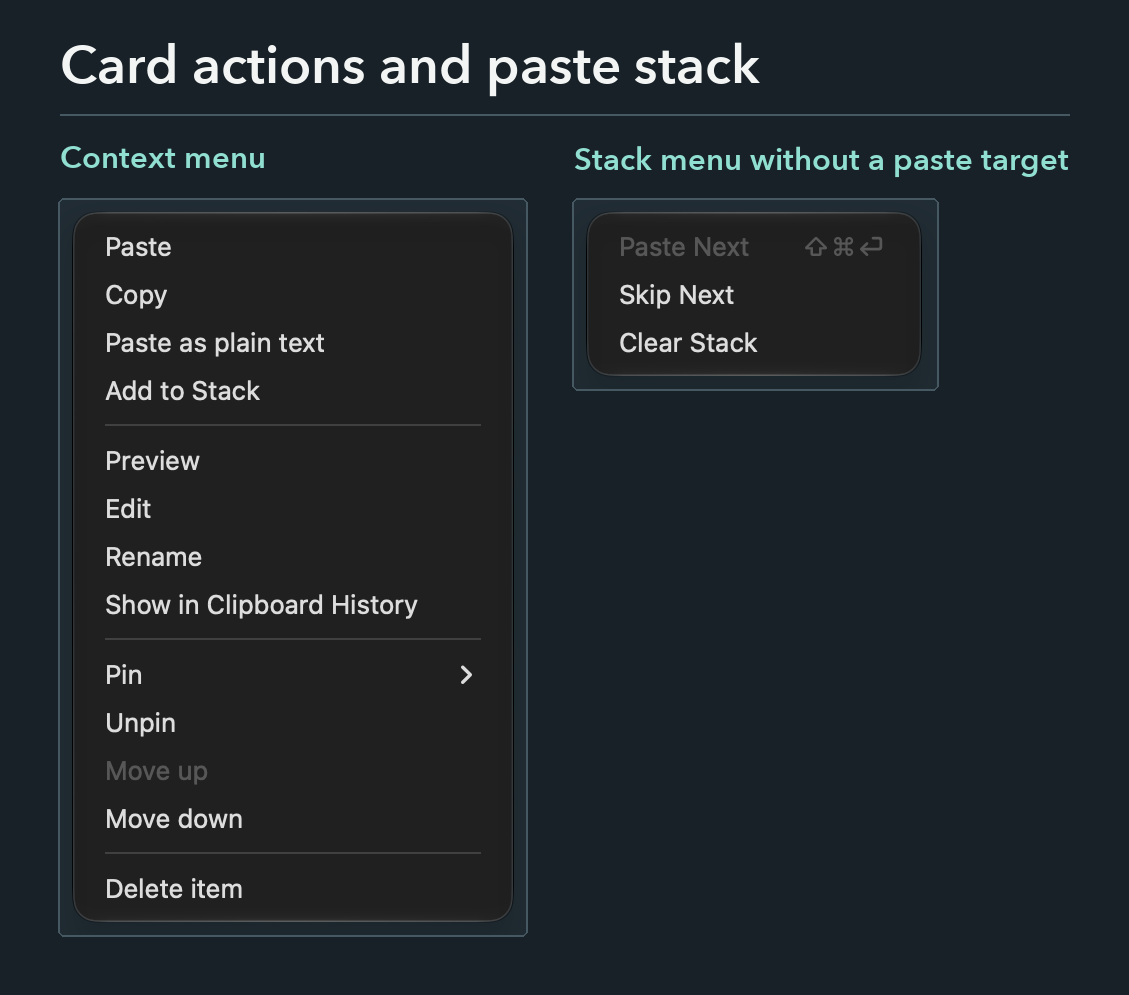 Card actions and paste stack
Context menu
Paste
Copy
Paste as plain text
Add to Stack
Preview
Edit
Rename
Show in Clipboard History
Pin
Unpin
Move up
Move down
Delete item
Stack menu without a paste target
Paste Next ⇧⌘↩
Skip Next
Clear Stack